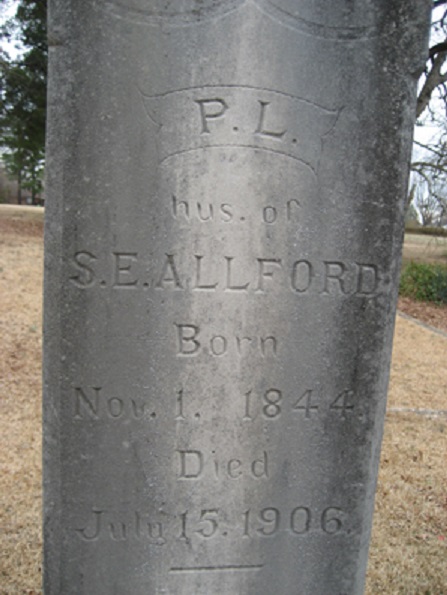 P. L.
hus. of
S. E. ALLFORD
Born
Nov. 1. 1844.
Died
July 15. 1906.